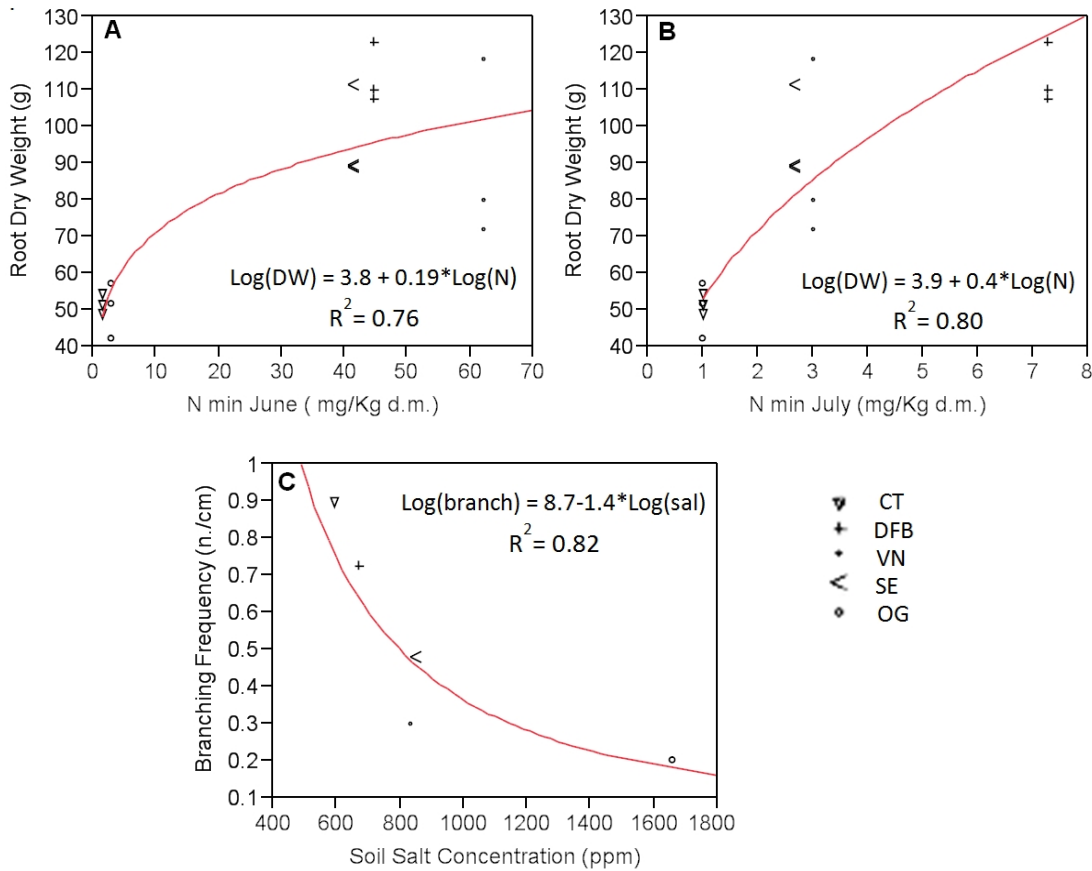 A
130
120
110
100
90
80
70
60
50
40
Root Dry Weight (g)
Log(DW) = 3.8 + 0.19*Log(N)
R2 = 0.76
0 10 20 30 40 50 60 70
N min June ( mg/Kg d.m.)
B
130
120
110
100
90
80
70
60
50
40
Root Dry Weight (g)
Log(DW) = 3.9 + 0.4*Log(N)
R2 = 0.80
0 1 2 3 4 5 6 7 8
N min July (mg/Kg d.m.)
C
1
0.9
0.8
0.7
0.6
0.5
0.4
0.3
0.2
0.1
Branching Frequency (n./cm)
Log(branch) = 8.7-1.4*Log(sal)
R2 = 0.82
400 600 800 1000 1200 1400 1600 1800
Soil Salt Concentration (ppm)
CT
DFB
VN
SE
OG